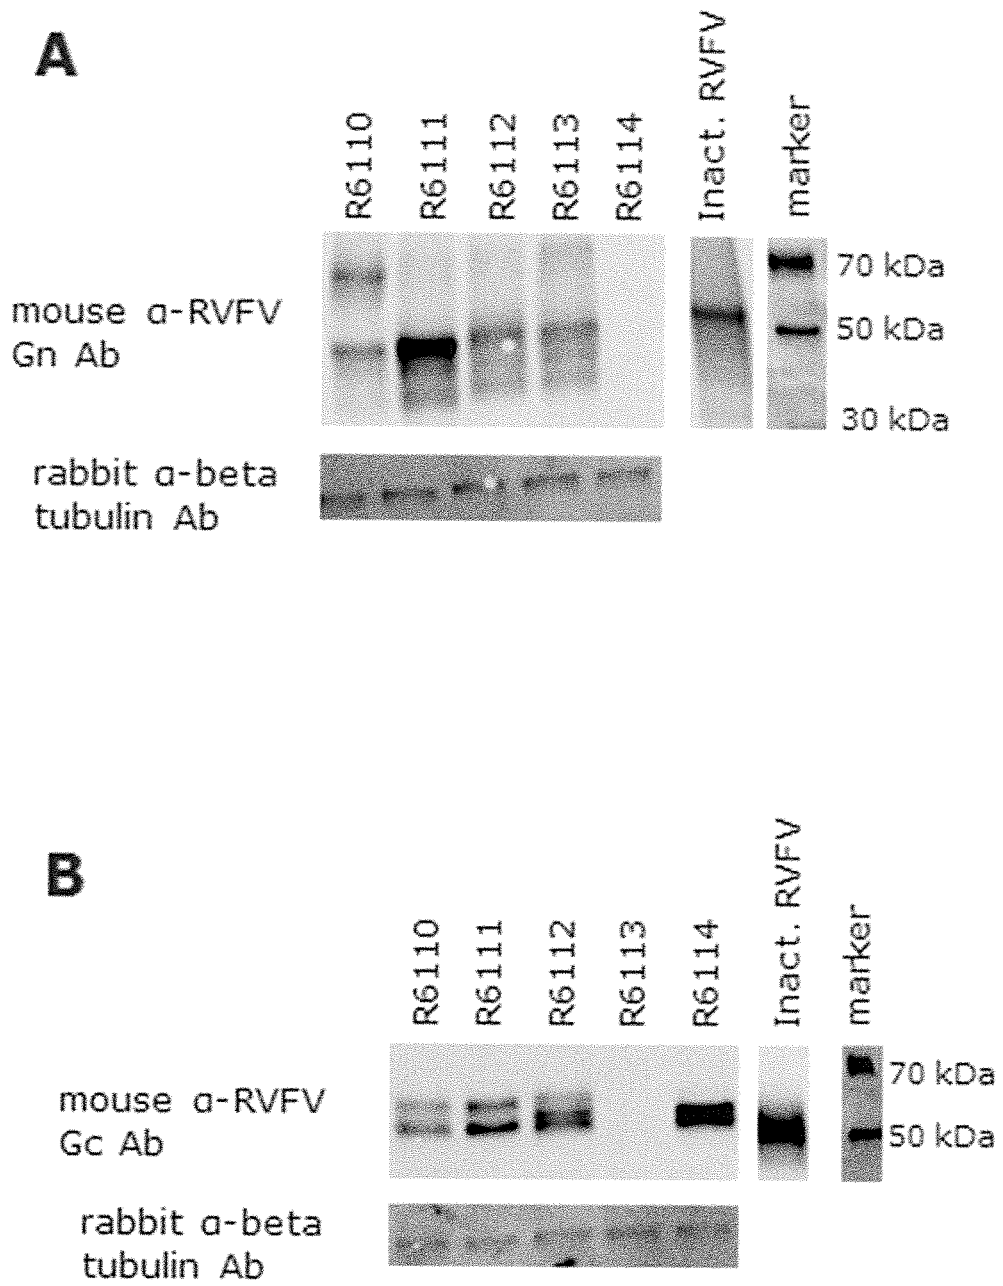 A
R6110
R6111
R6112
R6113
R6114
Inact. RVFV
marker
70 kDa
mouse α-RVFV
Gn Ab
50 kDa
30 kDa
rabbit α-beta
tubulin Ab
B
R6110
R6111
R6112
R6113
R6114
Inact. RVFV
marker
70 kDa
mouse α-RVFV
Gc Ab
50 kDa
rabbit α-beta
tubulin Ab